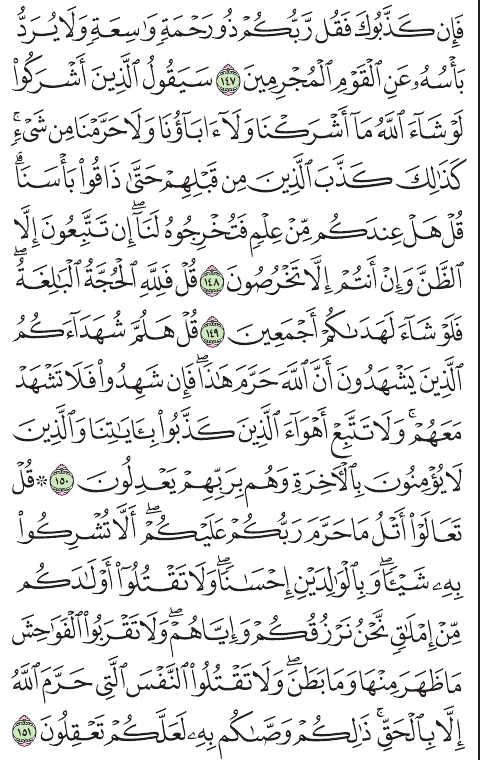 فَإِن كَذَّبُوكَ فَقُل رَّبُّكُمْ ذُو رَحْمَةٍ وَٰسِعَةٍ وَلَا يُرَدُّ
بَأْسُهُۥ عَنِ ٱلْقَوْمِ ٱلْمُجْرِمِينَ ١٤٧ سَيَقُولُ ٱلَّذِينَ أَشْرَكُوا۟
لَوْ شَآءَ ٱللَّهُ مَآ أَشْرَكْنَا وَلَآ ءَابَآؤُنَا وَلَا حَرَّمْنَا مِن شَىْءٍۚ
كَذَٰلِكَ كَذَّبَ ٱلَّذِينَ مِن قَبْلِهِمْ حَتَّىٰ ذَاقُوا۟ بَأْسَنَاۗ
قُلْ هَلْ عِندَكُم مِّنْ عِلْمٍ فَتُخْرِجُوهُ لَنَآۖ إِن تَتَّبِعُونَ إِلَّا
ٱلظَّنَّ وَإِنْ أَنتُمْ إِلَّا تَخْرُصُونَ ١٤٨ قُلْ فَلِلَّهِ ٱلْحُجَّةُ ٱلْبَٰلِغَةُۖ
فَلَوْ شَآءَ لَهَدَىٰكُمْ أَجْمَعِينَ ١٤٩ قُلْ هَلُمَّ شُهَدَآءَكُمُ
ٱلَّذِينَ يَشْهَدُونَ أَنَّ ٱللَّهَ حَرَّمَ هَٰذَاۖ فَإِن شَهِدُوا۟ فَلَا تَشْهَدْ
مَعَهُمْۚ وَلَا تَتَّبِعْ أَهْوَآءَ ٱلَّذِينَ كَذَّبُوا۟ بِـَٔايَٰتِنَا وَٱلَّذِينَ
لَا يُؤْمِنُونَ بِٱلْـَٔاخِرَةِ وَهُم بِرَبِّهِمْ يَعْدِلُونَ ١٥٠ ۞ قُلْ
تَعَالَوْا۟ أَتْلُ مَا حَرَّمَ رَبُّكُمْ عَلَيْكُمْۖ أَلَّا تُشْرِكُوا۟
بِهِۦ شَيْـًٔاۖ وَبِٱلْوَٰلِدَيْنِ إِحْسَٰنًاۖ وَلَا تَقْتُلُوٓا۟ أَوْلَٰدَكُم
مِّنْ إِمْلَٰقٍۖ نَّحْنُ نَرْزُقُكُمْ وَإِيَّاهُمْۖ وَلَا تَقْرَبُوا۟ ٱلْفَوَٰحِشَ
مَا ظَهَرَ مِنْهَا وَمَا بَطَنَۖ وَلَا تَقْتُلُوا۟ ٱلنَّفْسَ ٱلَّتِى حَرَّمَ ٱللَّهُ
إِلَّا بِٱلْحَقِّۚ ذَٰلِكُمْ وَصَّىٰكُم بِهِۦ لَعَلَّكُمْ تَعْقِلُونَ ١٥١